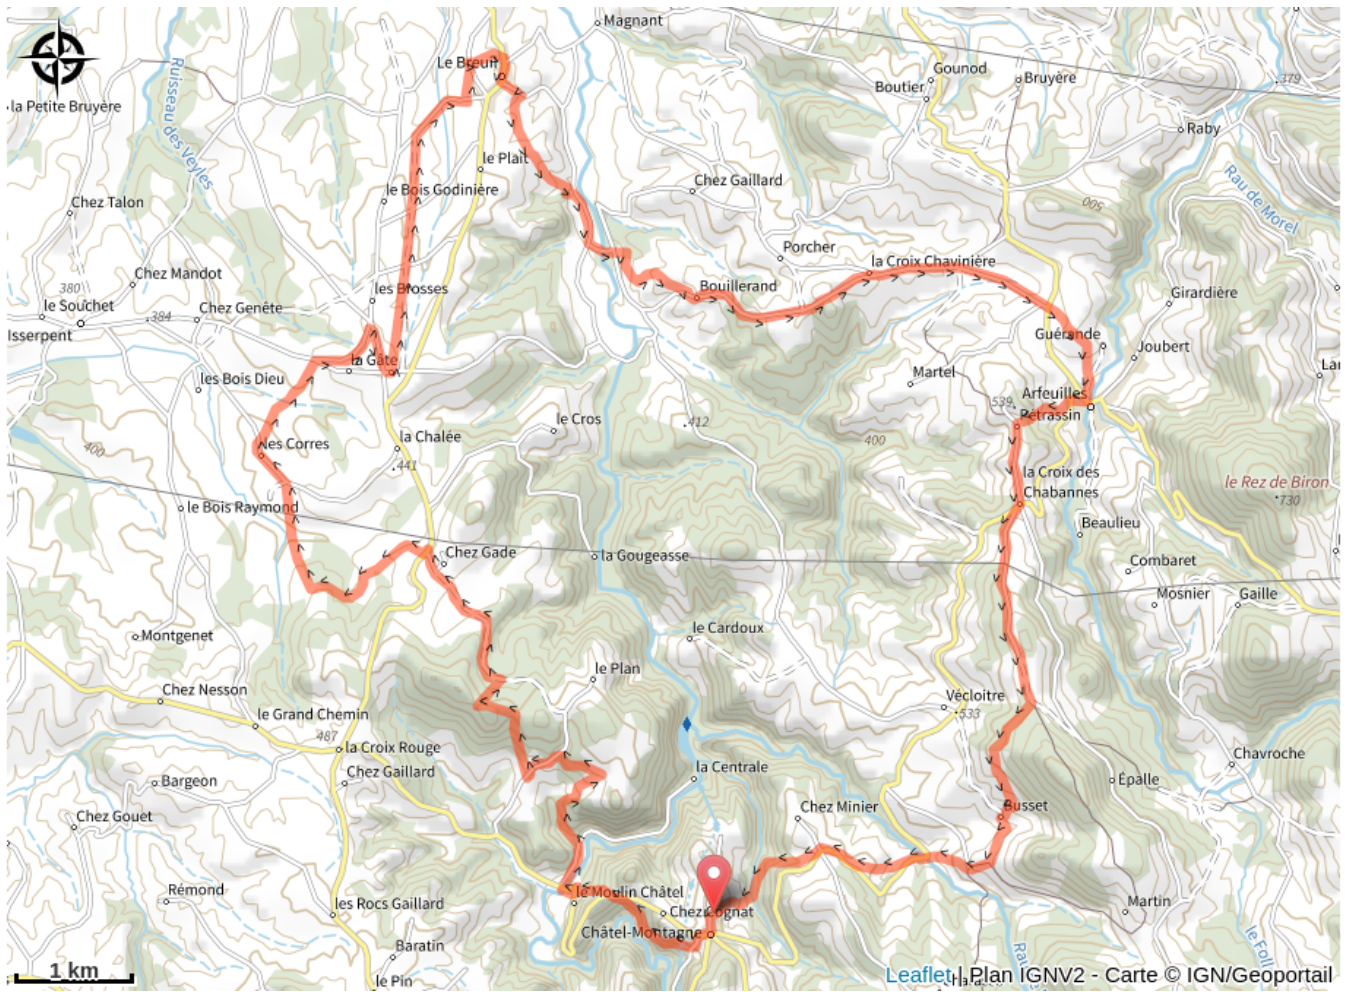 Magnant
Le Breuil
Gounod
Bruyère
379
Boutier
la Petite Bruyère
Ruisseau des Veyles
Raby
le Plait
Chez Gaillard
le Bois Godinière
Rau de Morel
Chez Talon
500
Porcher
la Croix Chavinière
Chez Mandot
380
les Brosses
Bouillerand
Girardière
le Souchet
Chez Genête
384
Isserpent
Guérande
Joubert
la Gâte
Martel
les Bois Dieu
Arfeuilles
539
Pétrassin
le Cros
412
400
les Corres
la Chalée
400
441
la Croix des
Chabannes
le Rez de Biron
730
le Bois Raymond
Beaulieu
Chez Gade
la Gougeasse
Combaret
Mosnier
Gaille
Montgenet
le Cardoux
le Plan
Chez Nesson
Vécloitre
533
le Grand Chemin
487
la Croix Rouge
Chavroche
Chez Gaillard
la Centrale
Bargeon
Épalle
Chez Gouet
Chez Minier
Busset
Rémond
le Moulin Châtel
les Rocs Gaillard
Chez Cognat
Martin
Châtel-Montagne
Baratin
le Pin
1 km
Leaflet | Plan IGNV2 - Carte © IGN/Geoportail